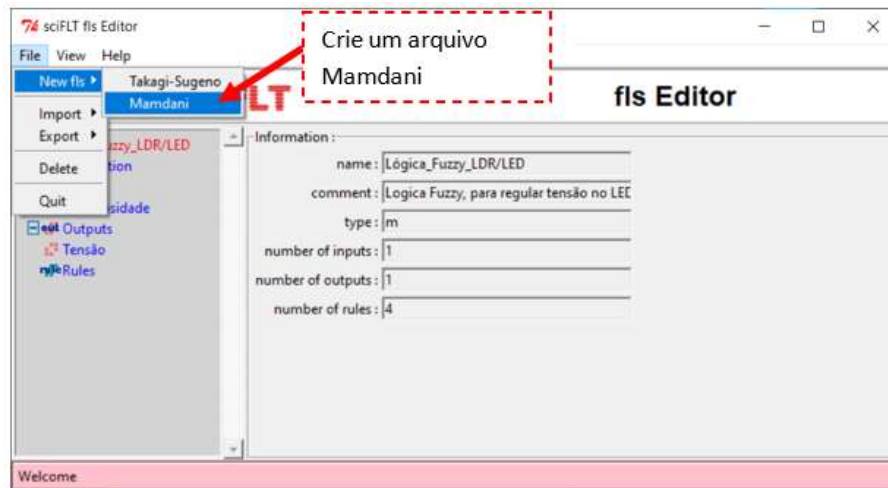 sciFLT fls Editor
File View Help
Crie um arquivo
Mamdani
New fls
Takagi-Sugeno
Mamdani
LT
fls Editor
Import
Export
Delete
Quit
zzy_LDR/LED
tion
sidade
Outputs
Tensão
Rules
Information :
name : Lógica_Fuzzy_LDR/LED
comment : Logica Fuzzy, para regular tensão no LED
type : m
number of inputs : 1
number of outputs : 1
number of rules : 4
Welcome